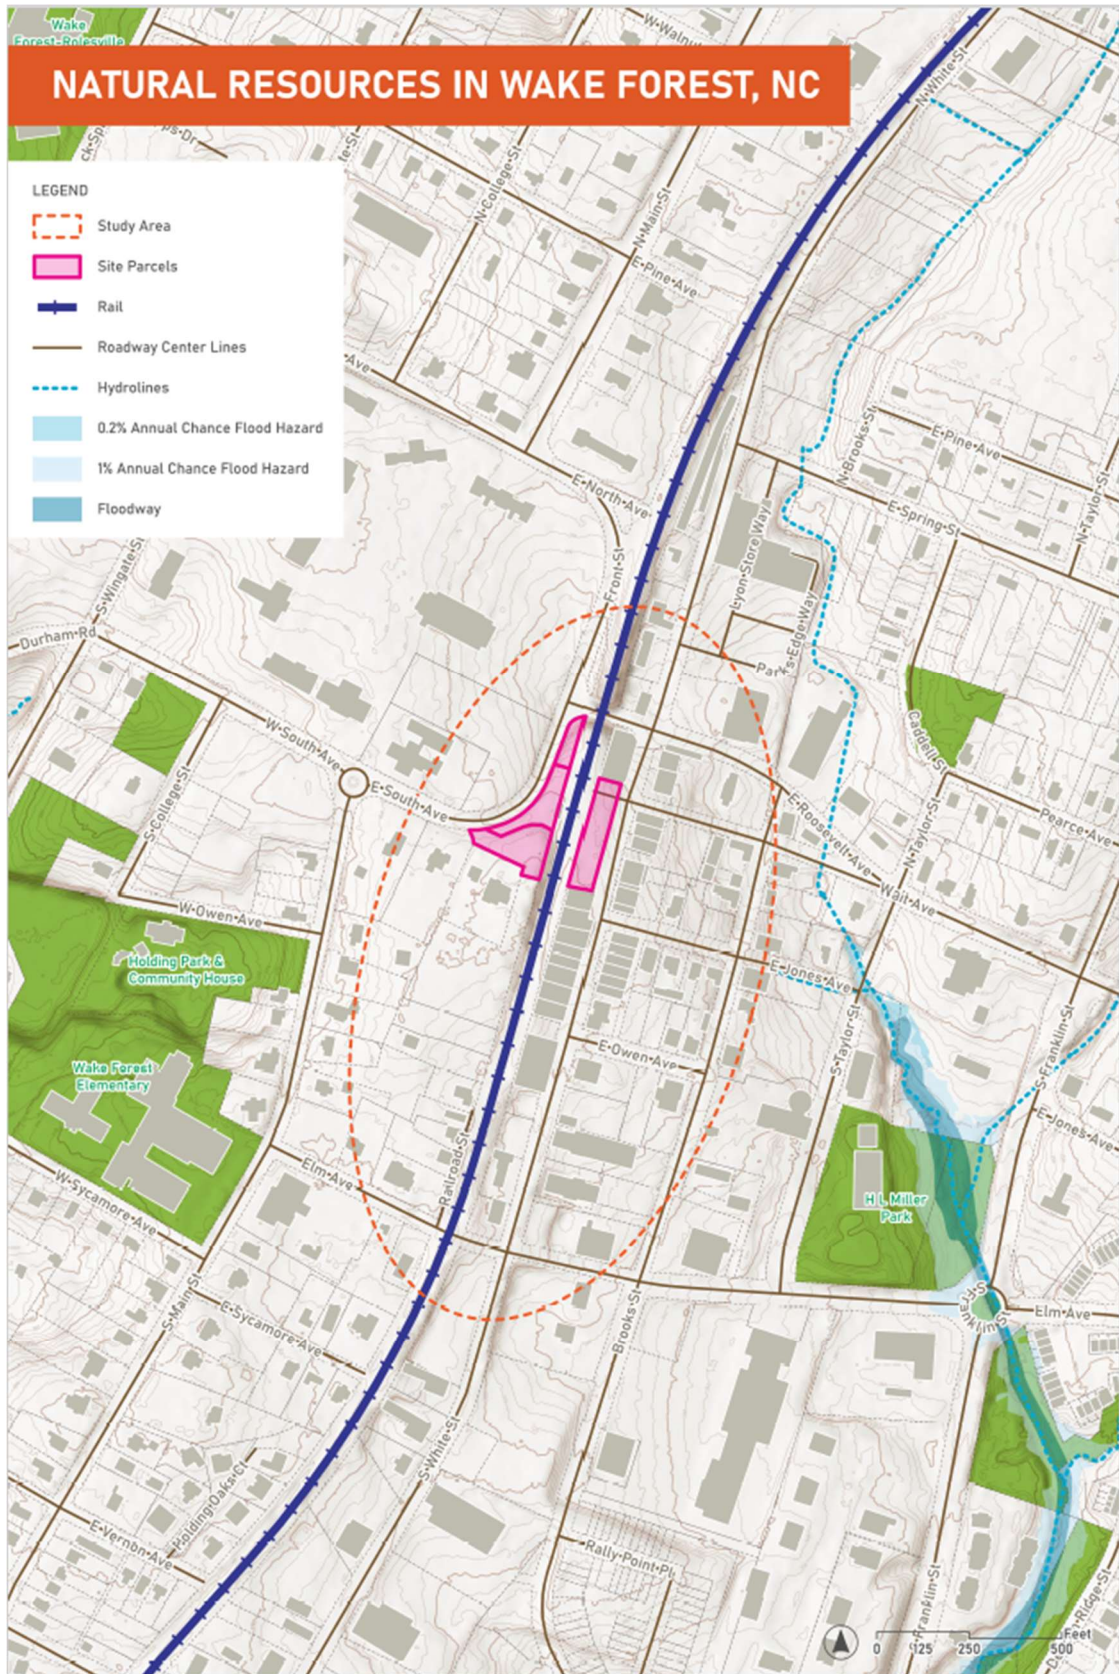 Wake
Forest-Rolesville
NATURAL RESOURCES IN WAKE FOREST, NC
LEGEND
Study Area
Site Parcels
Rail
Roadway Center Lines
Hydrolines
0.2% Annual Chance Flood Hazard
1% Annual Chance Flood Hazard
Floodway
W Walnut
N White St
N College St
N Main St
E Pine Ave
Ave
E North Ave
N Brooks St
E Pine Ave
E Spring St
N Taylor St
Front St
Lyon Store Way
Parks Edge Way
S Wingate St
Durham Rd
W South Ave
E South Ave
S College St
Caddell St
Pearce Ave
E Roosevelt Ave
N Taylor St
Wait Ave
W Owen Ave
Holding Park &
Community House
E Jones Ave
S Taylor St
S Franklin St
E Owen Ave
Wake Forest
Elementary
E Jones Ave
Railroad St
Elm Ave
W Sycamore Ave
H L Miller
Park
S Main St
E Sycamore Ave
Brooks St
S Franklin St
Elm Ave
S White St
Holding Oaks Ct
E Vernon Ave
Rally Point Pl
Franklin St
Ridge St
Feet
0 125 250 500